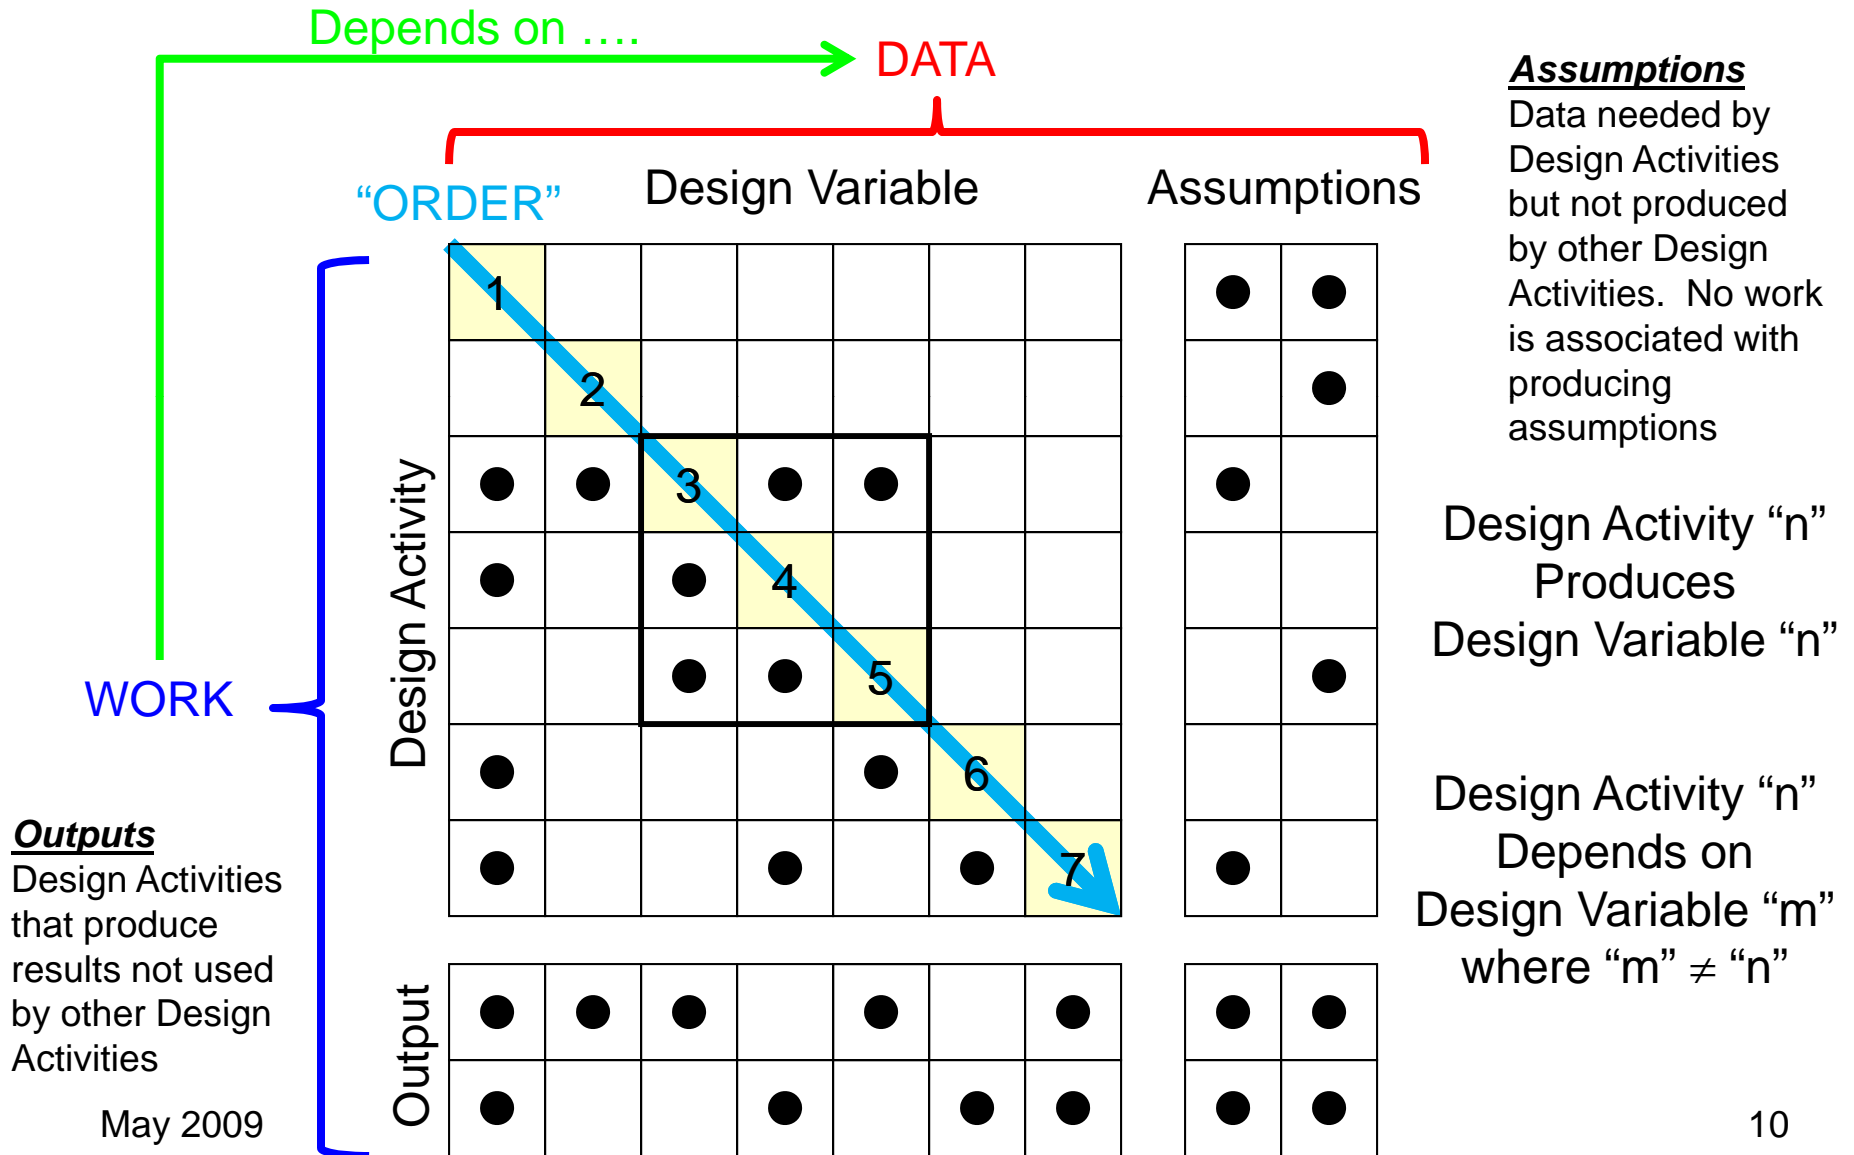 Depends on ….
DATA
"ORDER"
Design Variable
Assumptions
Assumptions
Data needed by
Design Activities
but not produced
by other Design
Activities.  No work
is associated with
producing
assumptions
1
2
3
4
5
6
7
Design Activity
WORK
Design Activity "n"
Produces
Design Variable "n"
Design Activity "n"
Depends on
Design Variable "m"
where "m" ≠ "n"
Outputs
Design Activities
that produce
results not used
by other Design
Activities
Output
May 2009
10